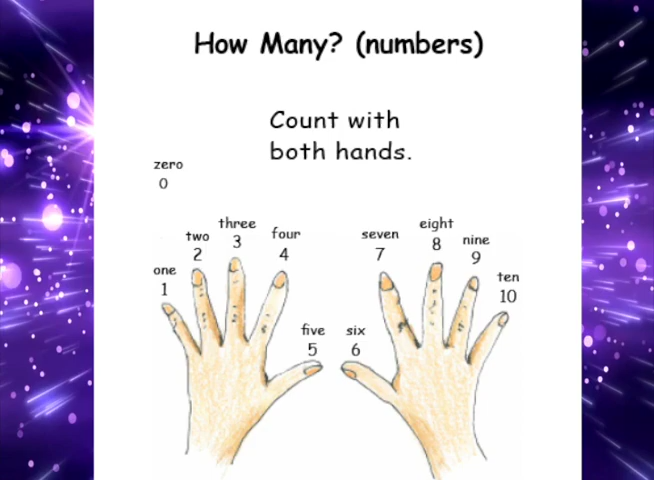 How Many? (numbers)
Count with
both hands.
zero
0
one
1
two
2
three
3
four
4
five
5
six
6
seven
7
eight
8
nine
9
ten
10